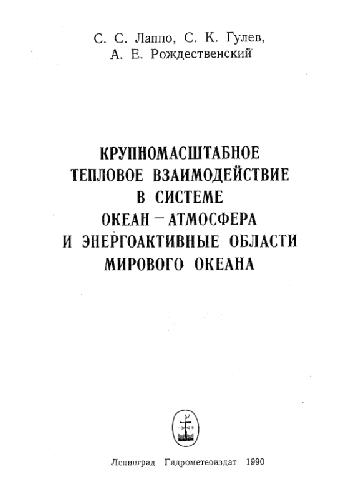 С. С. Лаппо, С. К. Гулев,
А. Е. Рождественский
КРУПНОМАСШТАБНОЕ
ТЕПЛОВОЕ ВЗАИМОДЕЙСТВИЕ
В СИСТЕМЕ
ОКЕАН — АТМОСФЕРА
И ЭНЕРГОАКТИВНЫЕ ОБЛАСТИ
МИРОВОГО ОКЕАНА
Ленинград Гидрометеоиздат 1990